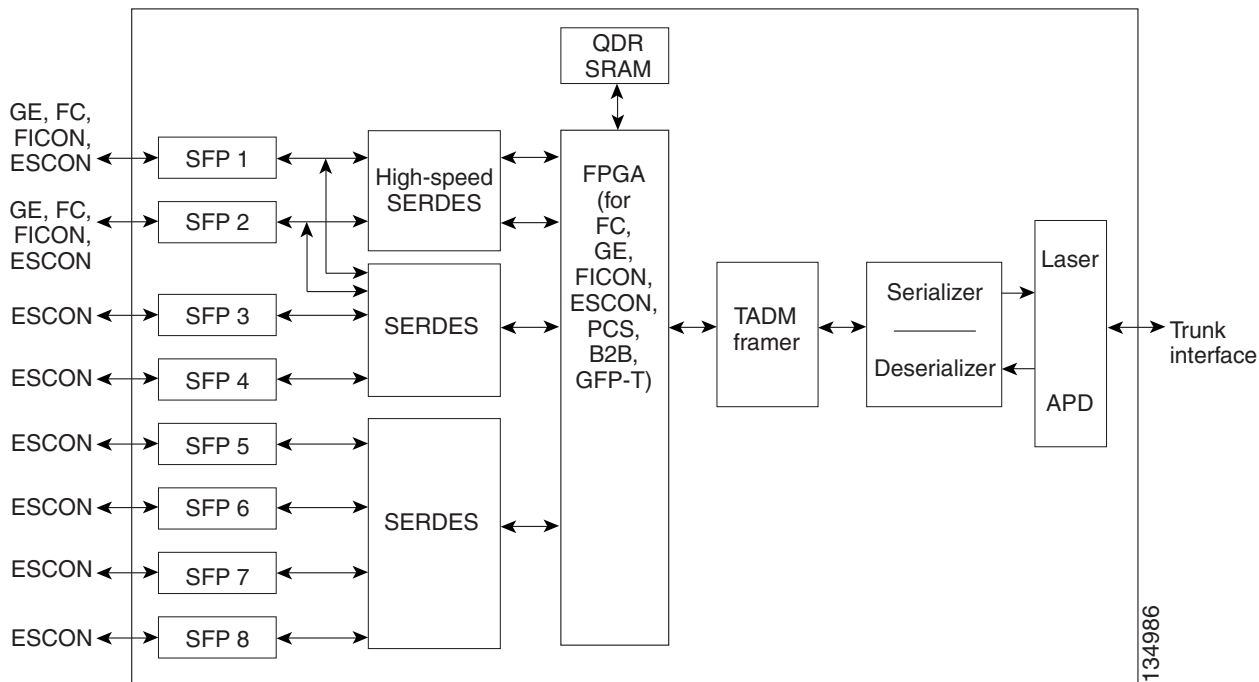 QDR
SRAM
GE, FC,
FICON,
ESCON
SFP 1
GE, FC,
FICON,
ESCON
SFP 2
ESCON
SFP 3
ESCON
SFP 4
ESCON
SFP 5
ESCON
SFP 6
ESCON
SFP 7
ESCON
SFP 8
High-speed
SERDES
SERDES
SERDES
FPGA
(for
FC,
GE,
FICON,
ESCON,
PCS,
B2B,
GFP-T)
TADM
framer
Serializer
Deserializer
Laser
APD
Trunk
interface
134986